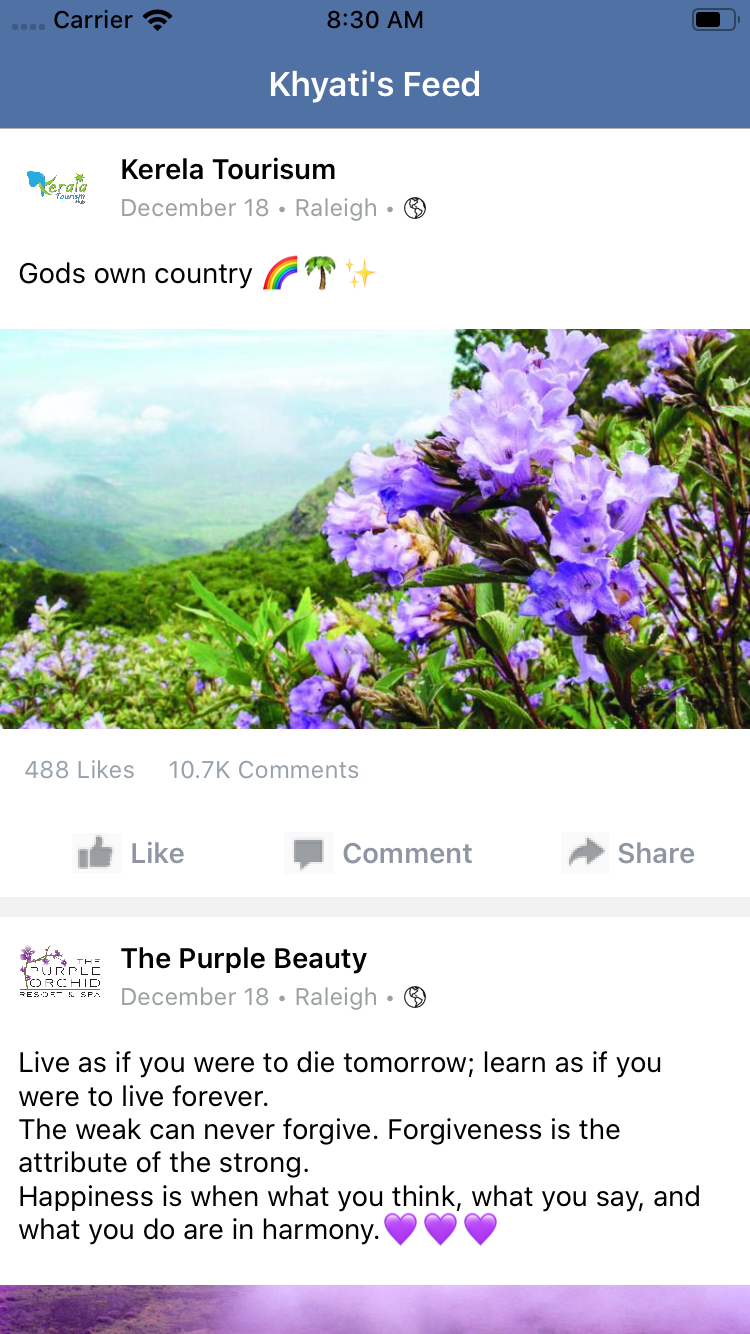 Carrier 8:30 AM
Khyati's Feed
Kerala
Tourism
Kerela Tourisum
December 18 • Raleigh •
Gods own country 🌈🌴✨
488 Likes 10.7K Comments
Like Comment Share
THE
PURPLE
ORCHID
RESORT & SPA
The Purple Beauty
December 18 • Raleigh •
Live as if you were to die tomorrow; learn as if you
were to live forever.
The weak can never forgive. Forgiveness is the
attribute of the strong.
Happiness is when what you think, what you say, and
what you do are in harmony.💜💜💜